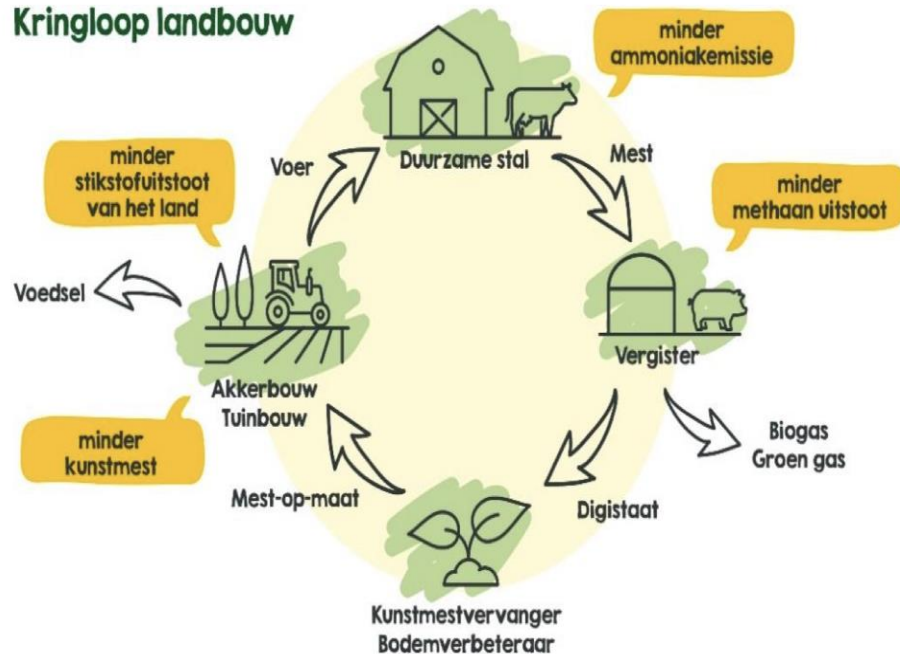 Kringloop landbouw
minder
ammoniakemissie
minder
stikstofuitstoot
van het land
Voer
Duurzame stal
Mest
minder
methaan uitstoot
Voedsel
Vergister
Akkerbouw
Tuinbouw
minder
kunstmest
Biogas
Groen gas
Mest-op-maat
Digistaat
Kunstmestvervanger
Bodemverbeteraar